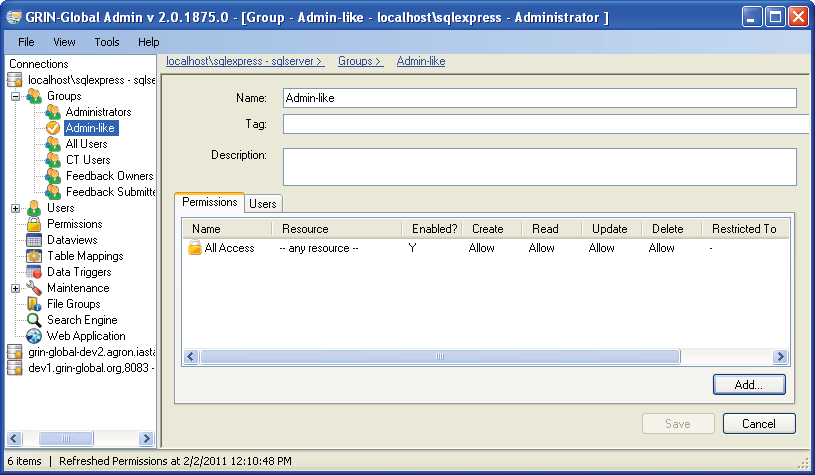 GRIN-Global Admin v 2.0.1875.0 - [Group - Admin-like - localhost\sqlexpress - Administrator ]
File View Tools Help
Connections
localhost\sqlexpress - sqlse
Groups
Administrators
Admin-like
All Users
CT Users
Feedback Owners
Feedback Submitte
Users
Permissions
Dataviews
Table Mappings
Data Triggers
Maintenance
File Groups
Search Engine
Web Application
grin-global-dev2.agron.iasta
dev1.grin-global.org,8083 -
localhost\sqlexpress - sqlserver > Groups > Admin-like
Name: Admin-like
Tag:
Description:
Permissions Users
Name Resource Enabled? Create Read Update Delete Restricted To
All Access -- any resource -- Y Allow Allow Allow Allow -
Add...
Save Cancel
6 items | Refreshed Permissions at 2/2/2011 12:10:48 PM